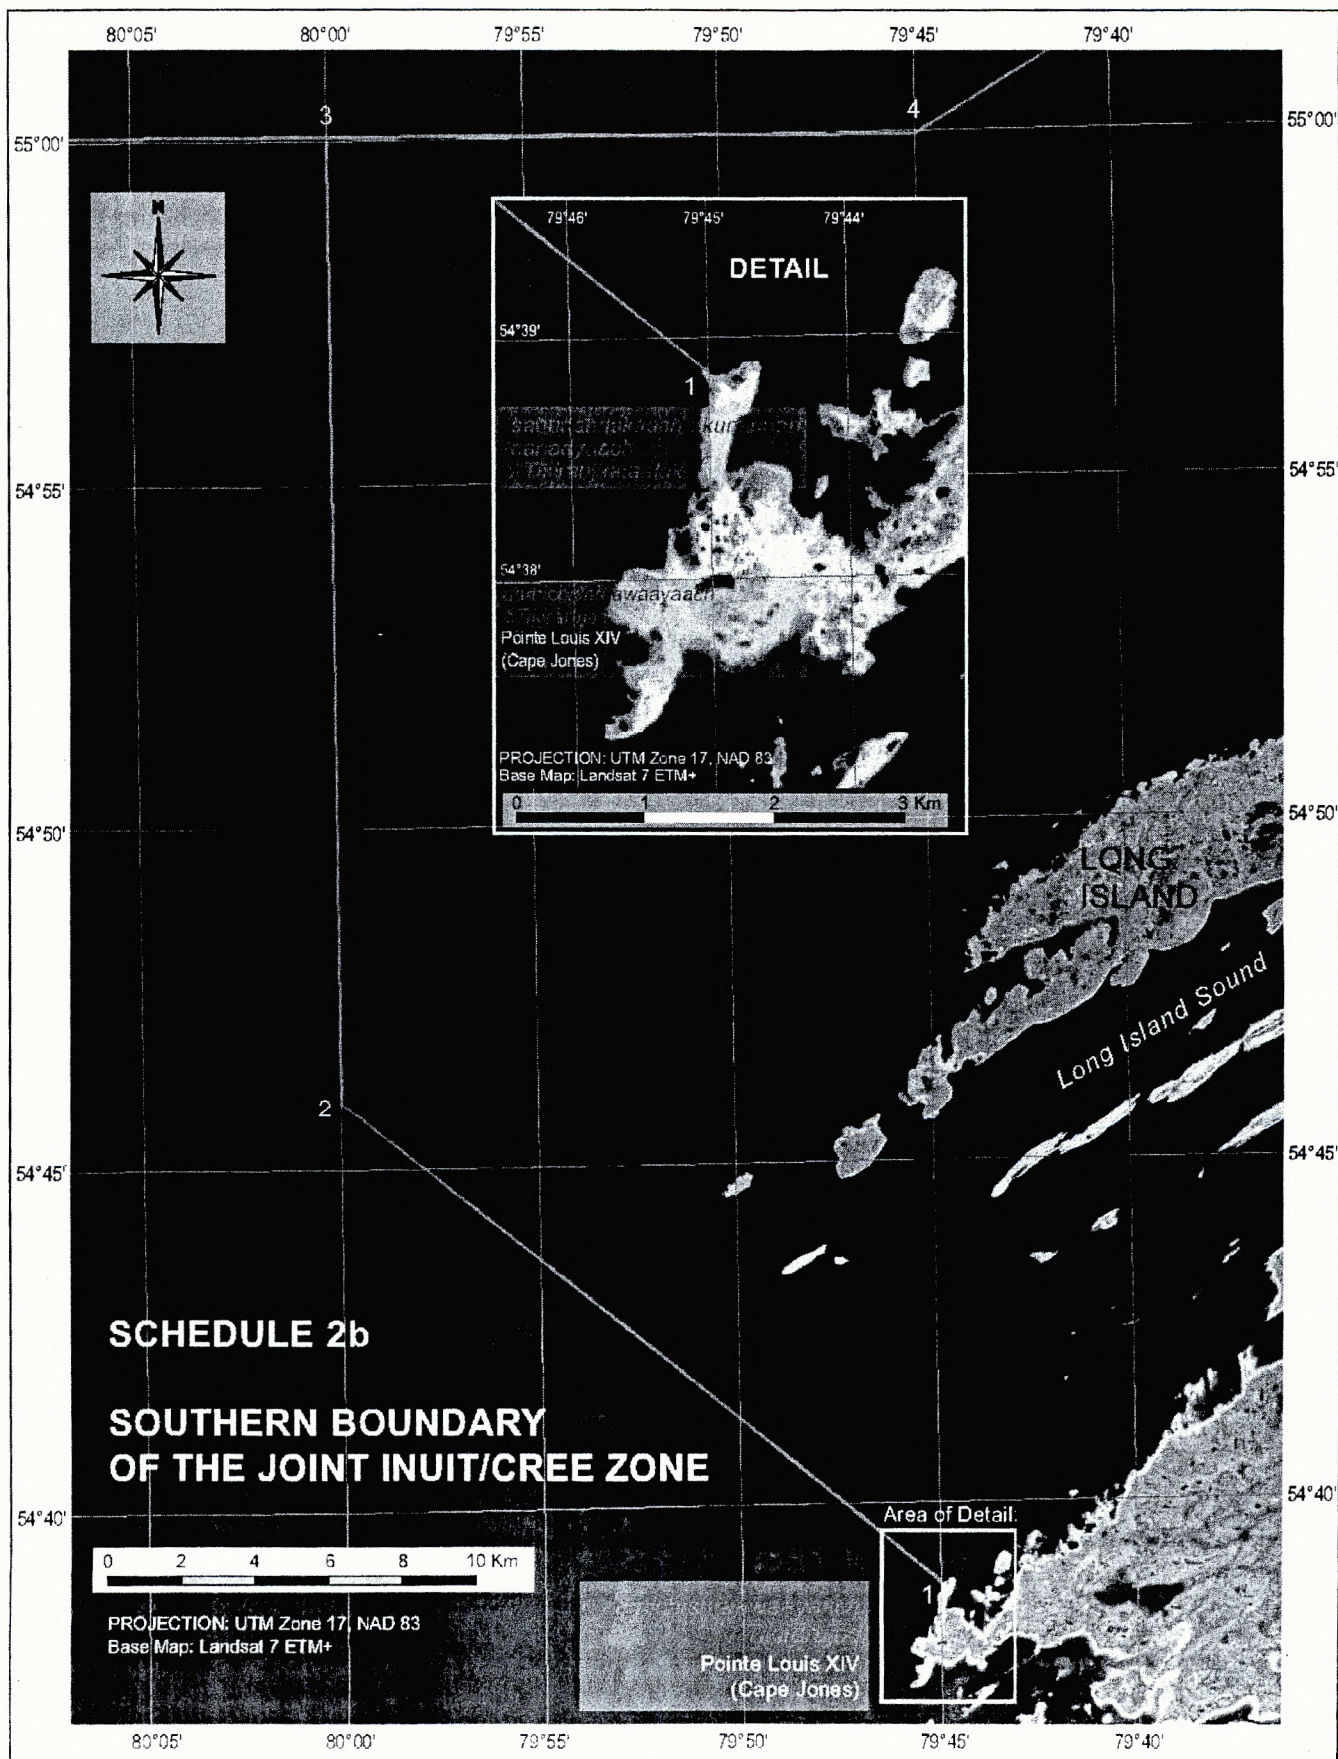 80°05' 80°00' 79°55' 79°50' 79°45' 79°40'
3
4
55°00' 55°00'
N
79°46' 79°45' 79°44'
DETAIL
54°39'
1
54°55' 54°55'
54°38'
Pointe Louis XIV
(Cape Jones)
PROJECTION: UTM Zone 17, NAD 83
Base Map: Landsat 7 ETM+
0 1 2 3 Km
54°50' 54°50'
LONG
ISLAND
Long Island Sound
2
54°45' 54°45'
SCHEDULE 2b
SOUTHERN BOUNDARY
OF THE JOINT INUIT/CREE ZONE
54°40' 54°40'
Area of Detail:
0 2 4 6 8 10 Km
1
PROJECTION: UTM Zone 17, NAD 83
Base Map: Landsat 7 ETM+
Pointe Louis XIV
(Cape Jones)
80°05' 80°00' 79°55' 79°50' 79°45' 79°40'